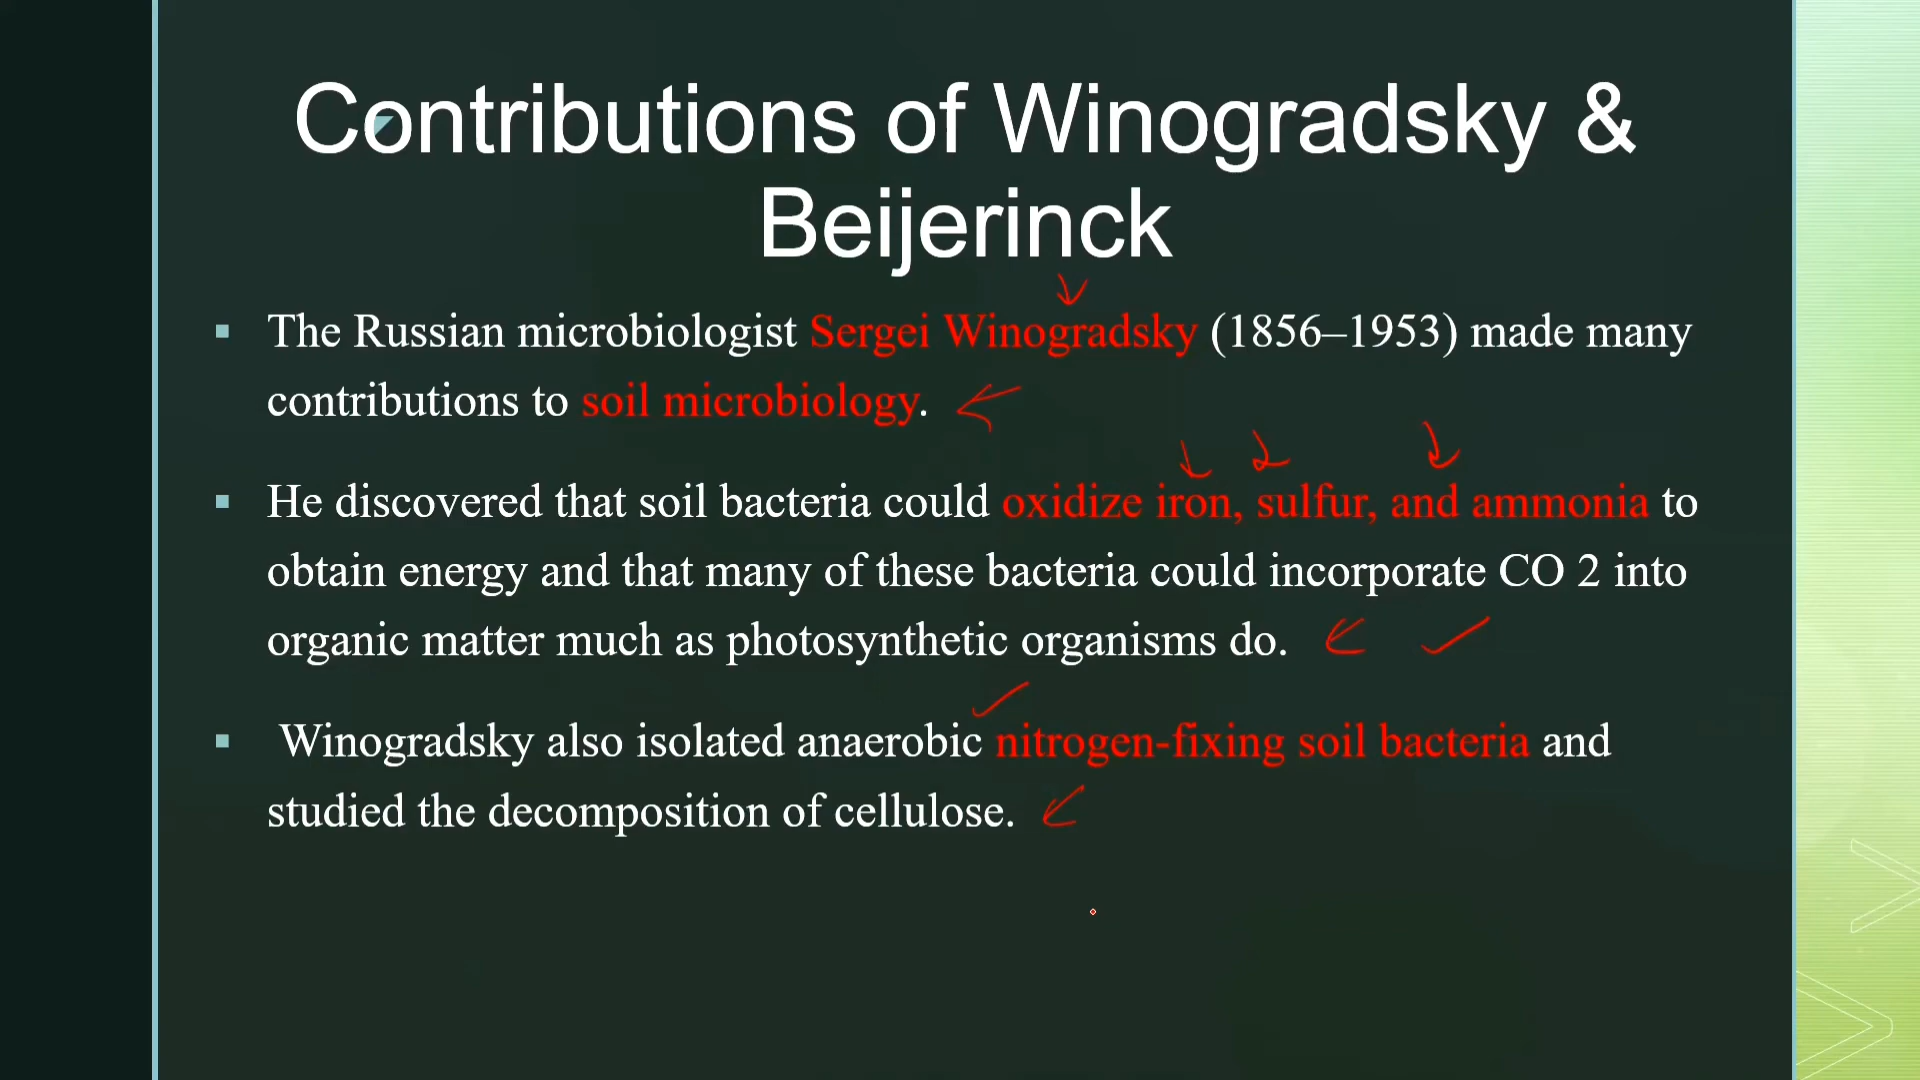 Contributions of Winogradsky &
Beijerinck
▪ The Russian microbiologist Sergei Winogradsky (1856–1953) made many
contributions to soil microbiology.
▪ He discovered that soil bacteria could oxidize iron, sulfur, and ammonia to
obtain energy and that many of these bacteria could incorporate CO 2 into
organic matter much as photosynthetic organisms do.
▪ Winogradsky also isolated anaerobic nitrogen-fixing soil bacteria and
studied the decomposition of cellulose.